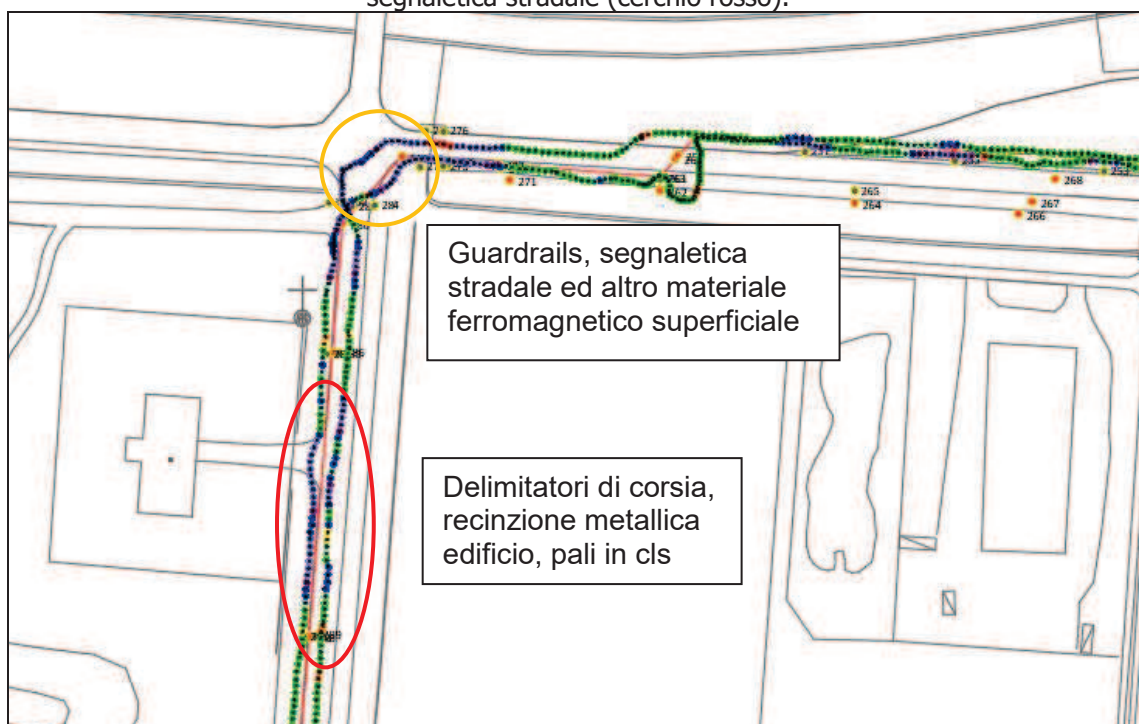 segnaletica stradale (cerchio rosso).
276
271
265
264
268
267
266
284
Guardrails, segnaletica
stradale ed altro materiale
ferromagnetico superficiale
Delimitatori di corsia,
recinzione metallica
edificio, pali in cls